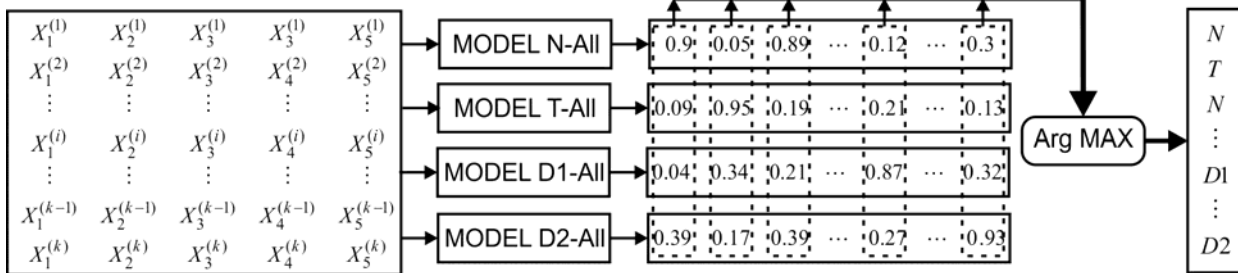 X_1^{(1)} X_2^{(1)} X_3^{(1)} X_3^{(1)} X_5^{(1)}
X_1^{(2)} X_2^{(2)} X_3^{(2)} X_4^{(2)} X_5^{(2)}
⋮ ⋮ ⋮ ⋮ ⋮
X_1^{(i)} X_2^{(i)} X_3^{(i)} X_4^{(i)} X_5^{(i)}
⋮ ⋮ ⋮ ⋮ ⋮
X_1^{(k-1)} X_2^{(k-1)} X_3^{(k-1)} X_4^{(k-1)} X_5^{(k-1)}
X_1^{(k)} X_2^{(k)} X_3^{(k)} X_4^{(k)} X_5^{(k)}
MODEL N-All
0.9 0.05 0.89 ⋯ 0.12 ⋯ 0.3
MODEL T-All
0.09 0.95 0.19 ⋯ 0.21 ⋯ 0.13
MODEL D1-All
0.04 0.34 0.21 ⋯ 0.87 ⋯ 0.32
MODEL D2-All
0.39 0.17 0.39 ⋯ 0.27 ⋯ 0.93
Arg MAX
N
T
N
⋮
D1
⋮
D2